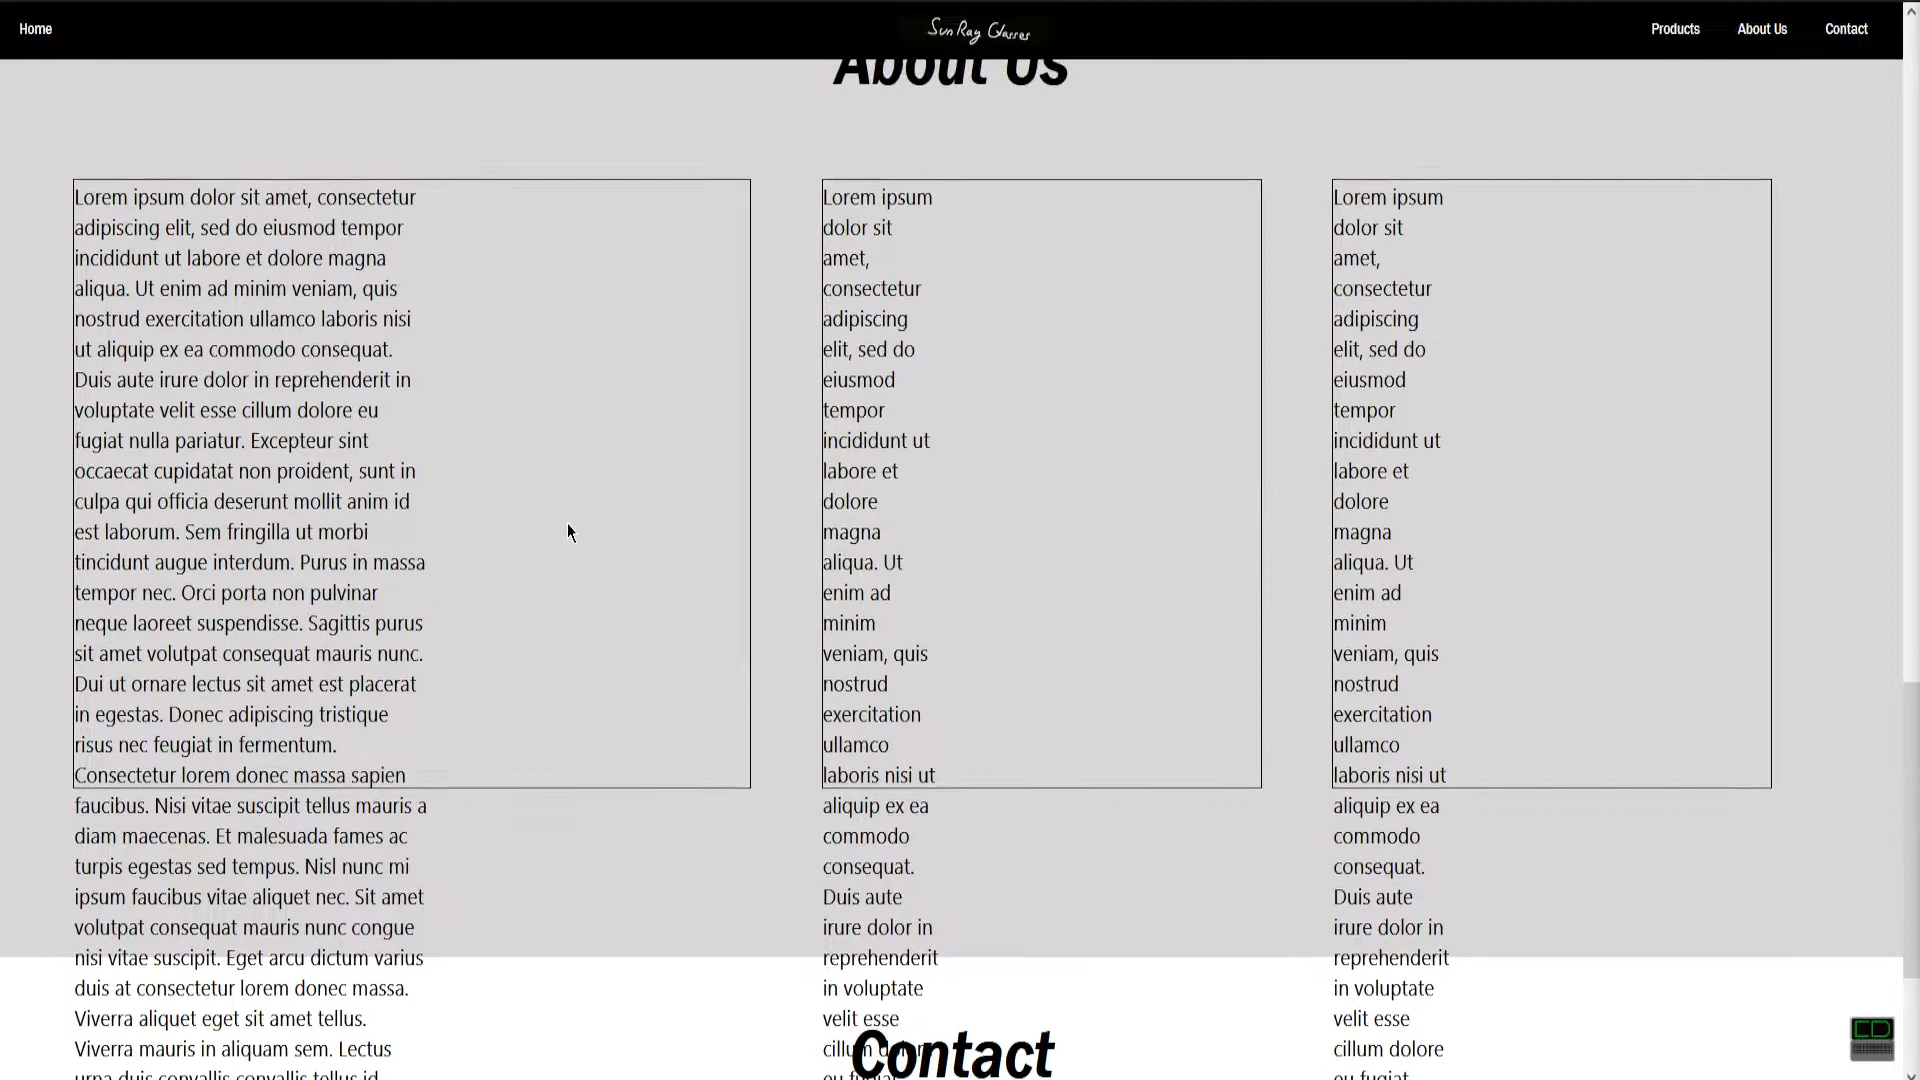 Home
SunRay Glasses
Products
About Us
Contact
About Us
Lorem ipsum dolor sit amet, consectetur
adipiscing elit, sed do eiusmod tempor
incididunt ut labore et dolore magna
aliqua. Ut enim ad minim veniam, quis
nostrud exercitation ullamco laboris nisi
ut aliquip ex ea commodo consequat.
Duis aute irure dolor in reprehenderit in
voluptate velit esse cillum dolore eu
fugiat nulla pariatur. Excepteur sint
occaecat cupidatat non proident, sunt in
culpa qui officia deserunt mollit anim id
est laborum. Sem fringilla ut morbi
tincidunt augue interdum. Purus in massa
tempor nec. Orci porta non pulvinar
neque laoreet suspendisse. Sagittis purus
sit amet volutpat consequat mauris nunc.
Dui ut ornare lectus sit amet est placerat
in egestas. Donec adipiscing tristique
risus nec feugiat in fermentum.
Consectetur lorem donec massa sapien
faucibus. Nisi vitae suscipit tellus mauris a
diam maecenas. Et malesuada fames ac
turpis egestas sed tempus. Nisl nunc mi
ipsum faucibus vitae aliquet nec. Sit amet
volutpat consequat mauris nunc congue
nisi vitae suscipit. Eget arcu dictum varius
duis at consectetur lorem donec massa.
Viverra aliquet eget sit amet tellus.
Viverra mauris in aliquam sem. Lectus
urna duis convallis convallis tellus id
Lorem ipsum
dolor sit
amet,
consectetur
adipiscing
elit, sed do
eiusmod
tempor
incididunt ut
labore et
dolore
magna
aliqua. Ut
enim ad
minim
veniam, quis
nostrud
exercitation
ullamco
laboris nisi ut
aliquip ex ea
commodo
consequat.
Duis aute
irure dolor in
reprehenderit
in voluptate
velit esse
cillum dolore
eu fugiat
Lorem ipsum
dolor sit
amet,
consectetur
adipiscing
elit, sed do
eiusmod
tempor
incididunt ut
labore et
dolore
magna
aliqua. Ut
enim ad
minim
veniam, quis
nostrud
exercitation
ullamco
laboris nisi ut
aliquip ex ea
commodo
consequat.
Duis aute
irure dolor in
reprehenderit
in voluptate
velit esse
cillum dolore
eu fugiat
Contact
CD